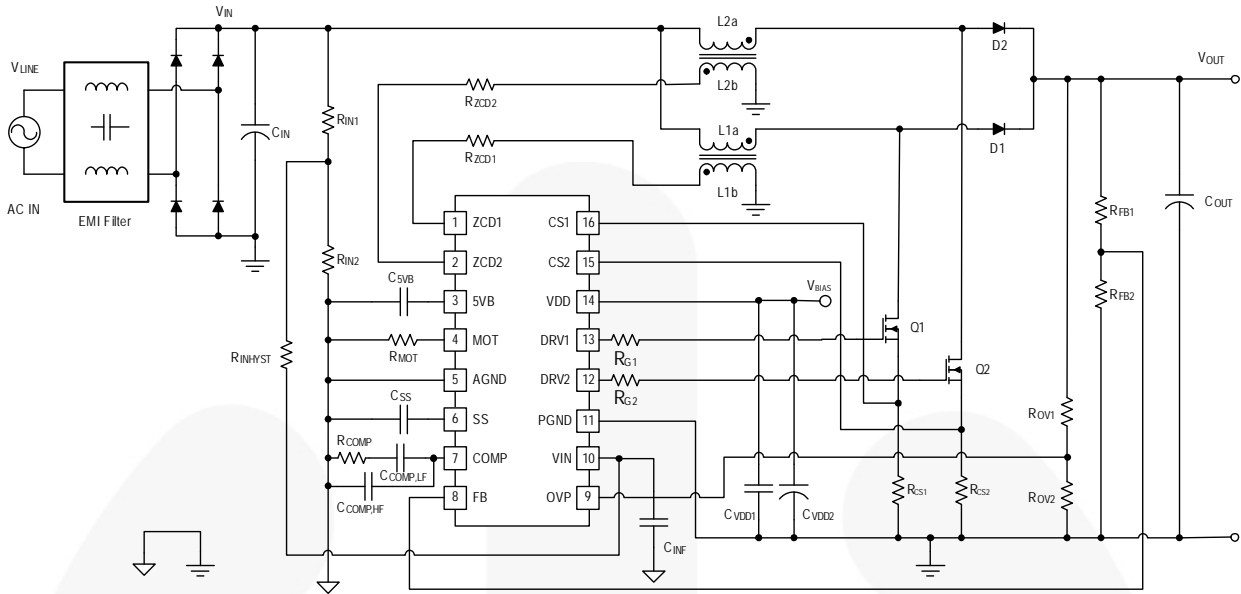 VIN
L2a
D2
VLINE
VOUT
L2b
RZCD2
RIN1
CIN
L1a
D1
RZCD1
AC IN
EMI Filter
L1b
RFB1
COUT
1 ZCD1 CS1 16
RIN2
2 ZCD2 CS2 15
C5VB
VBIAS
RFB2
3 5VB VDD 14
Q1
4 MOT DRV1 13
RINHYST
RMOT
RG1
Q2
5 AGND DRV2 12
CSS
RG2
ROV1
6 SS PGND 11
RCOMP
7 COMP VIN 10
CCOMP,LF
8 FB OVP 9
RCS1
RCS2
ROV2
CCOMP,HF
CVDD1
CVDD2
CINF